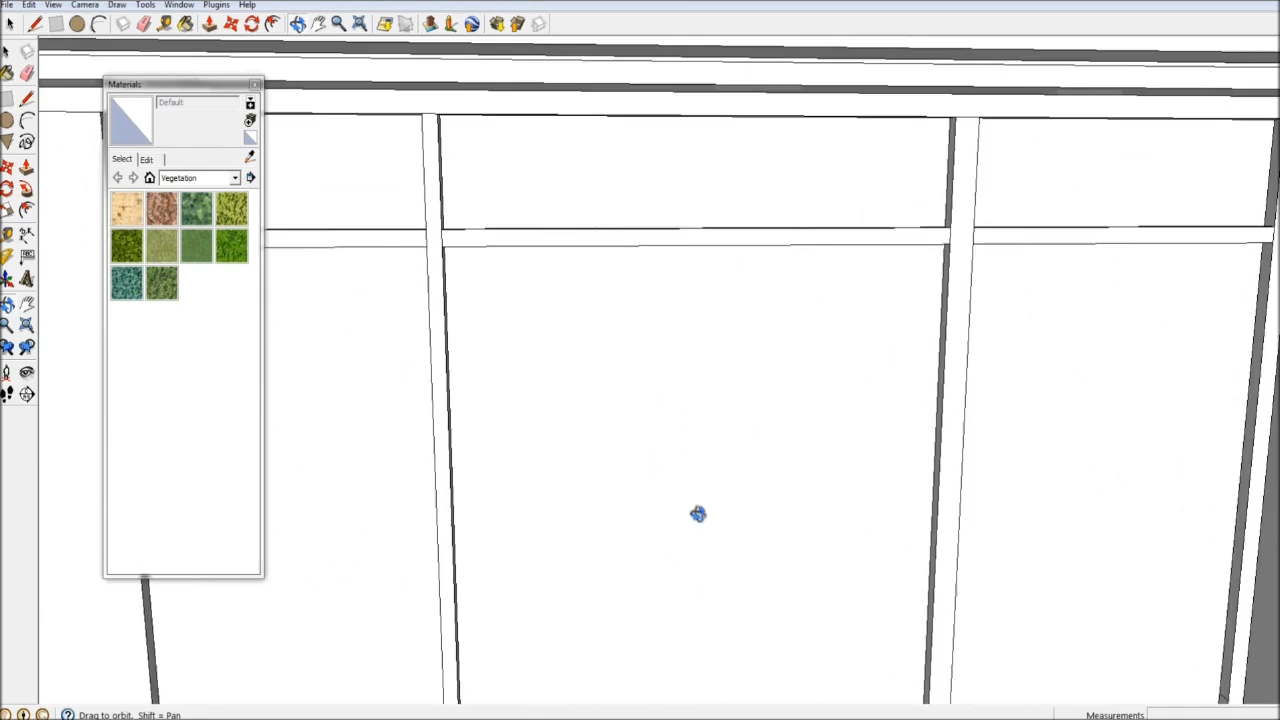 File Edit View Camera Draw Tools Window Plugins Help
Materials
Default
Select Edit
Vegetation
Drag to orbit. Shift = Pan
Measurements